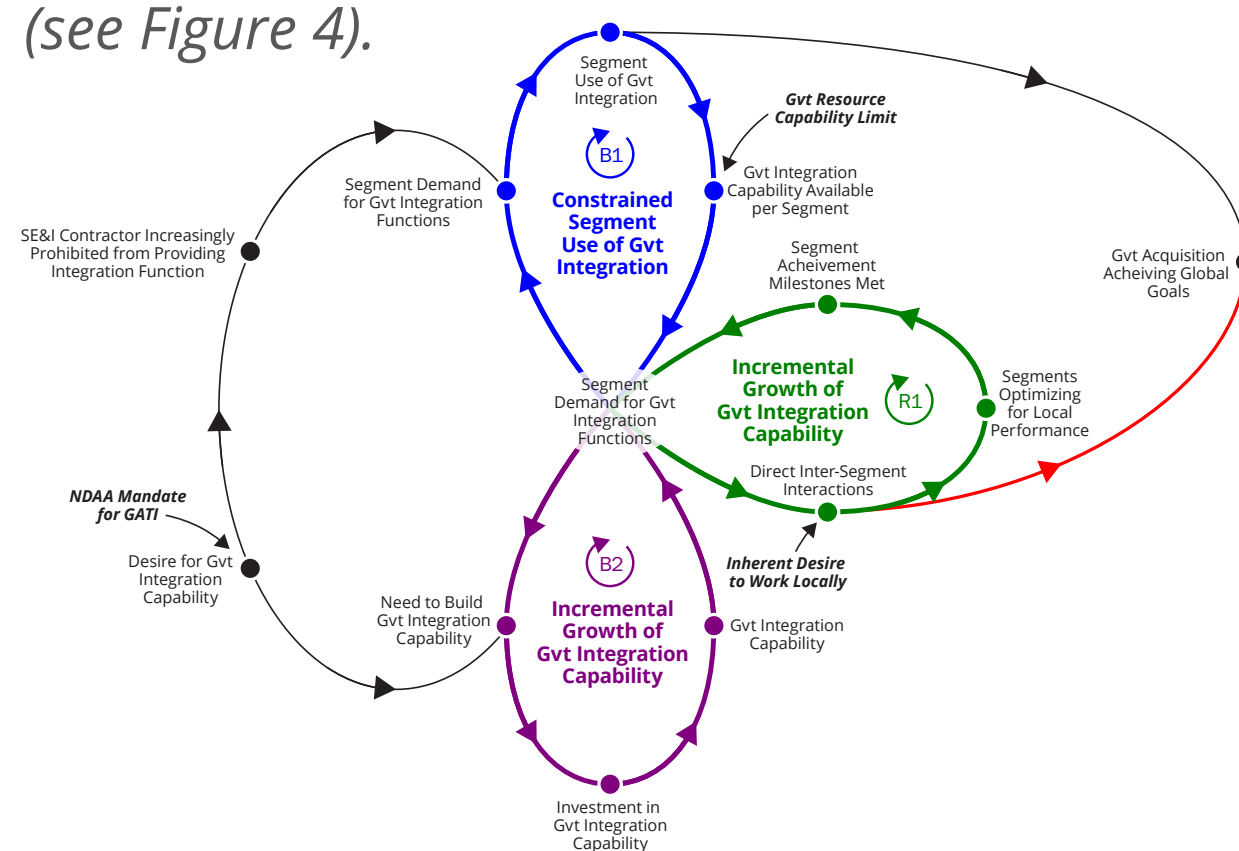 (see Figure 4).
Segment
Use of Gvt
Integration
Gvt Resource
Capability Limit
B1
Segment Demand
for Gvt Integration
Functions
Constrained
Segment
Use of Gvt
Integration
Gvt Integration
Capability Available
per Segment
SE&I Contractor Increasingly
Prohibited from Providing
Integration Function
Segment
Acheivement
Milestones Met
Gvt Acquisition
Acheiving Global
Goals
Segment
Demand for Gvt
Integration
Functions
Incremental
Growth of
Gvt Integration
Capability
R1
Segments
Optimizing
for Local
Performance
Direct Inter-Segment
Interactions
NDAA Mandate
for GATI
Desire for Gvt
Integration
Capability
Inherent Desire
to Work Locally
B2
Need to Build
Gvt Integration
Capability
Incremental
Growth of
Gvt Integration
Capability
Gvt Integration
Capability
Investment in
Gvt Integration
Capability